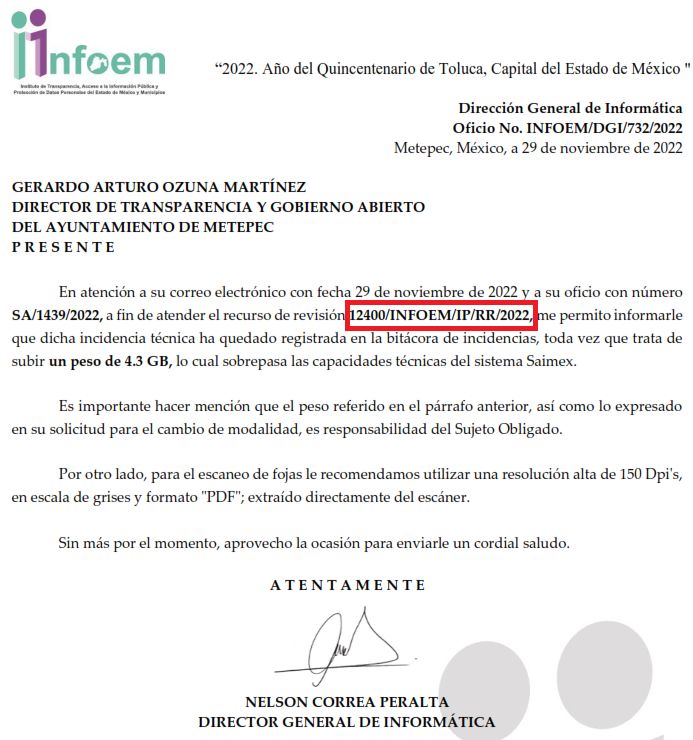 infoem
Instituto de Transparencia, Acceso a la Información Pública y
Protección de Datos Personales del Estado de México y Municipios
“2022. Año del Quincentenario de Toluca, Capital del Estado de México "
Dirección General de Informática
Oficio No. INFOEM/DGI/732/2022
Metepec, México, a 29 de noviembre de 2022
GERARDO ARTURO OZUNA MARTÍNEZ
DIRECTOR DE TRANSPARENCIA Y GOBIERNO ABIERTO
DEL AYUNTAMIENTO DE METEPEC
P R E S E N T E
En atención a su correo electrónico con fecha 29 de noviembre de 2022 y a su oficio con número
SA/1439/2022, a fin de atender el recurso de revisión 12400/INFOEM/IP/RR/2022, me permito informarle
que dicha incidencia técnica ha quedado registrada en la bitácora de incidencias, toda vez que trata de
subir un peso de 4.3 GB, lo cual sobrepasa las capacidades técnicas del sistema Saimex.
Es importante hacer mención que el peso referido en el párrafo anterior, así como lo expresado
en su solicitud para el cambio de modalidad, es responsabilidad del Sujeto Obligado.
Por otro lado, para el escaneo de fojas le recomendamos utilizar una resolución alta de 150 Dpi's,
en escala de grises y formato "PDF"; extraído directamente del escáner.
Sin más por el momento, aprovecho la ocasión para enviarle un cordial saludo.
A T E N T A M E N T E
NELSON CORREA PERALTA
DIRECTOR GENERAL DE INFORMÁTICA